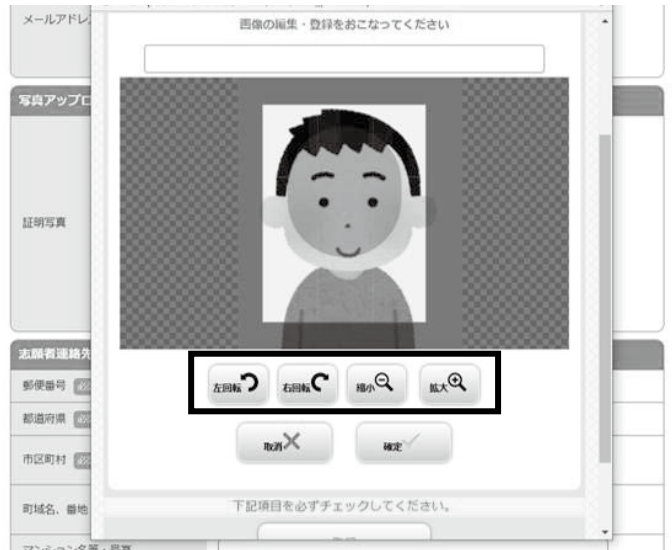 メールアドレ
画像の編集・登録をおこなってください
写真アップロ
証明写真
志願者連絡先
郵便番号
都道府県
市区町村
町域名、番地
左回転
右回転
縮小
拡大
取消
確定
下記項目を必ずチェックしてください。